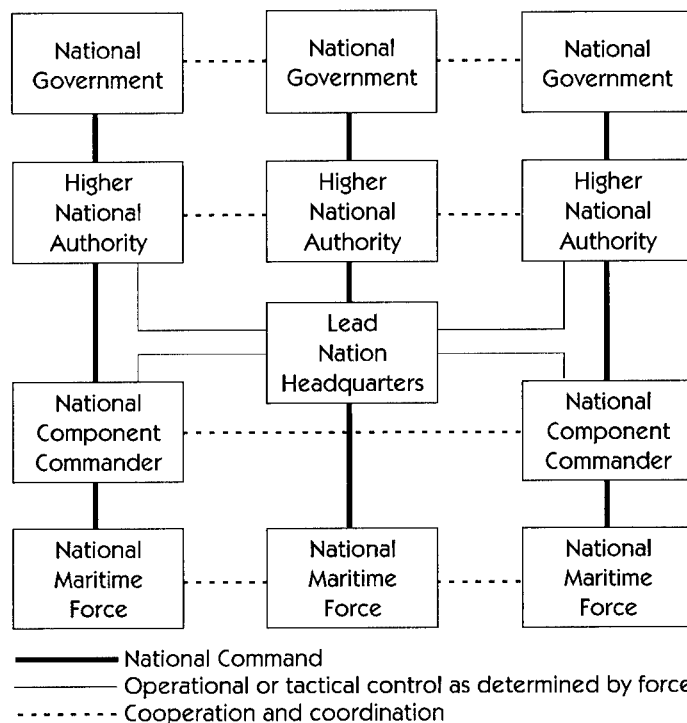 National
Government
National
Government
National
Government
Higher
National
Authority
Higher
National
Authority
Higher
National
Authority
Lead
Nation
Headquarters
National
Component
Commander
National
Component
Commander
National
Maritime
Force
National
Maritime
Force
National
Maritime
Force
National Command
Operational or tactical control as determined by force
Cooperation and coordination